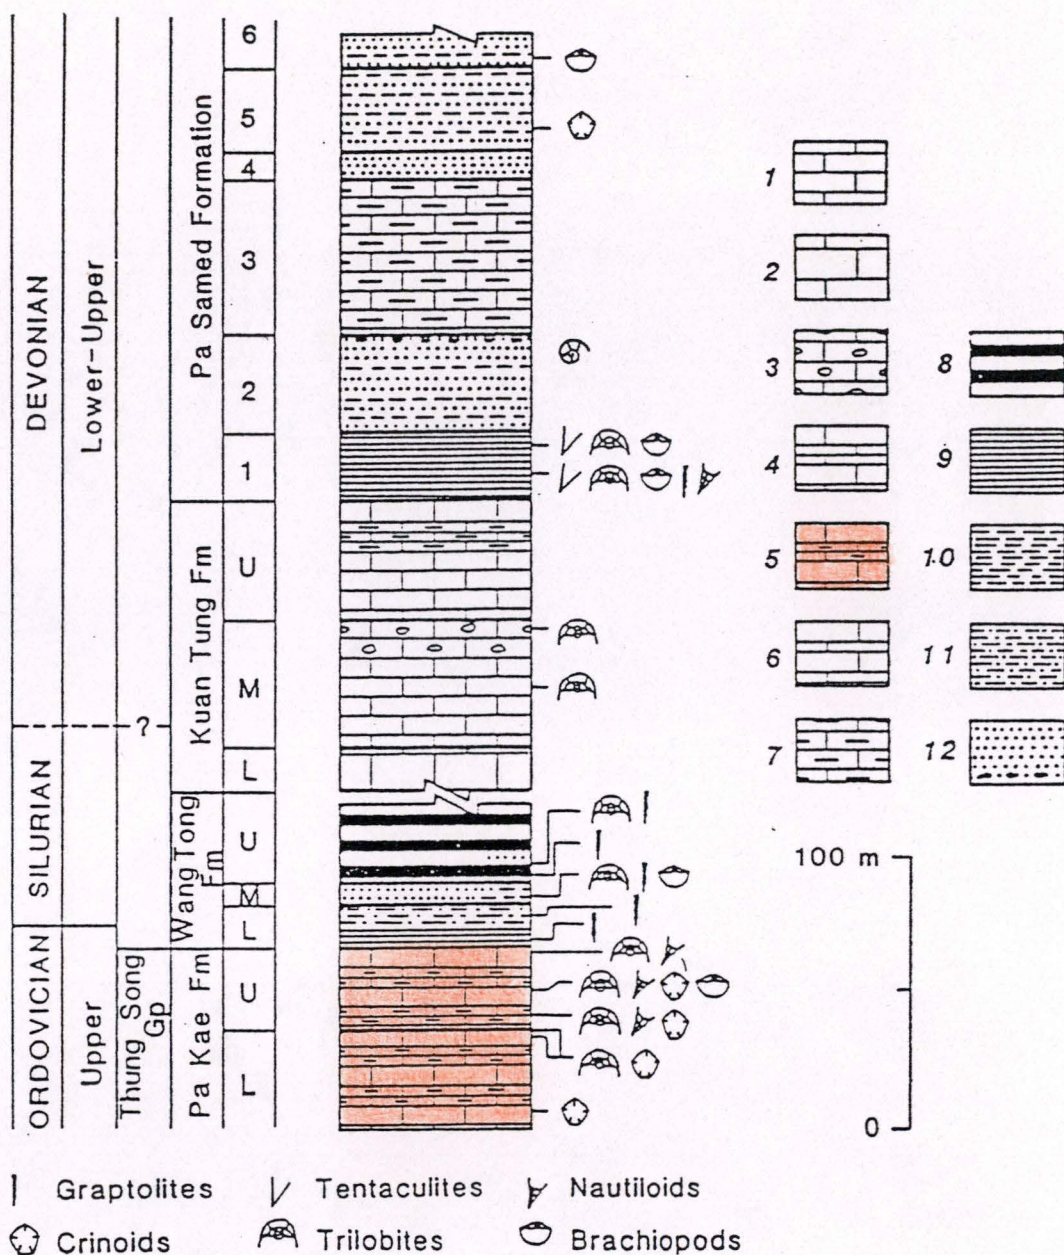 DEVONIAN
SILURIAN
ORDOVICIAN
Lower-Upper
Upper
?
Thung Song
Gp
Pa Samed Formation
Kuan Tung Fm
Wang Tong
Fm
Pa Kae Fm
6
5
4
3
2
1
U
M
L
U
M
L
U
L
1
2
3
4
5
6
7
8
9
10
11
12
100 m
0
Graptolites
Tentaculites
Nautiloids
Crinoids
Trilobites
Brachiopods